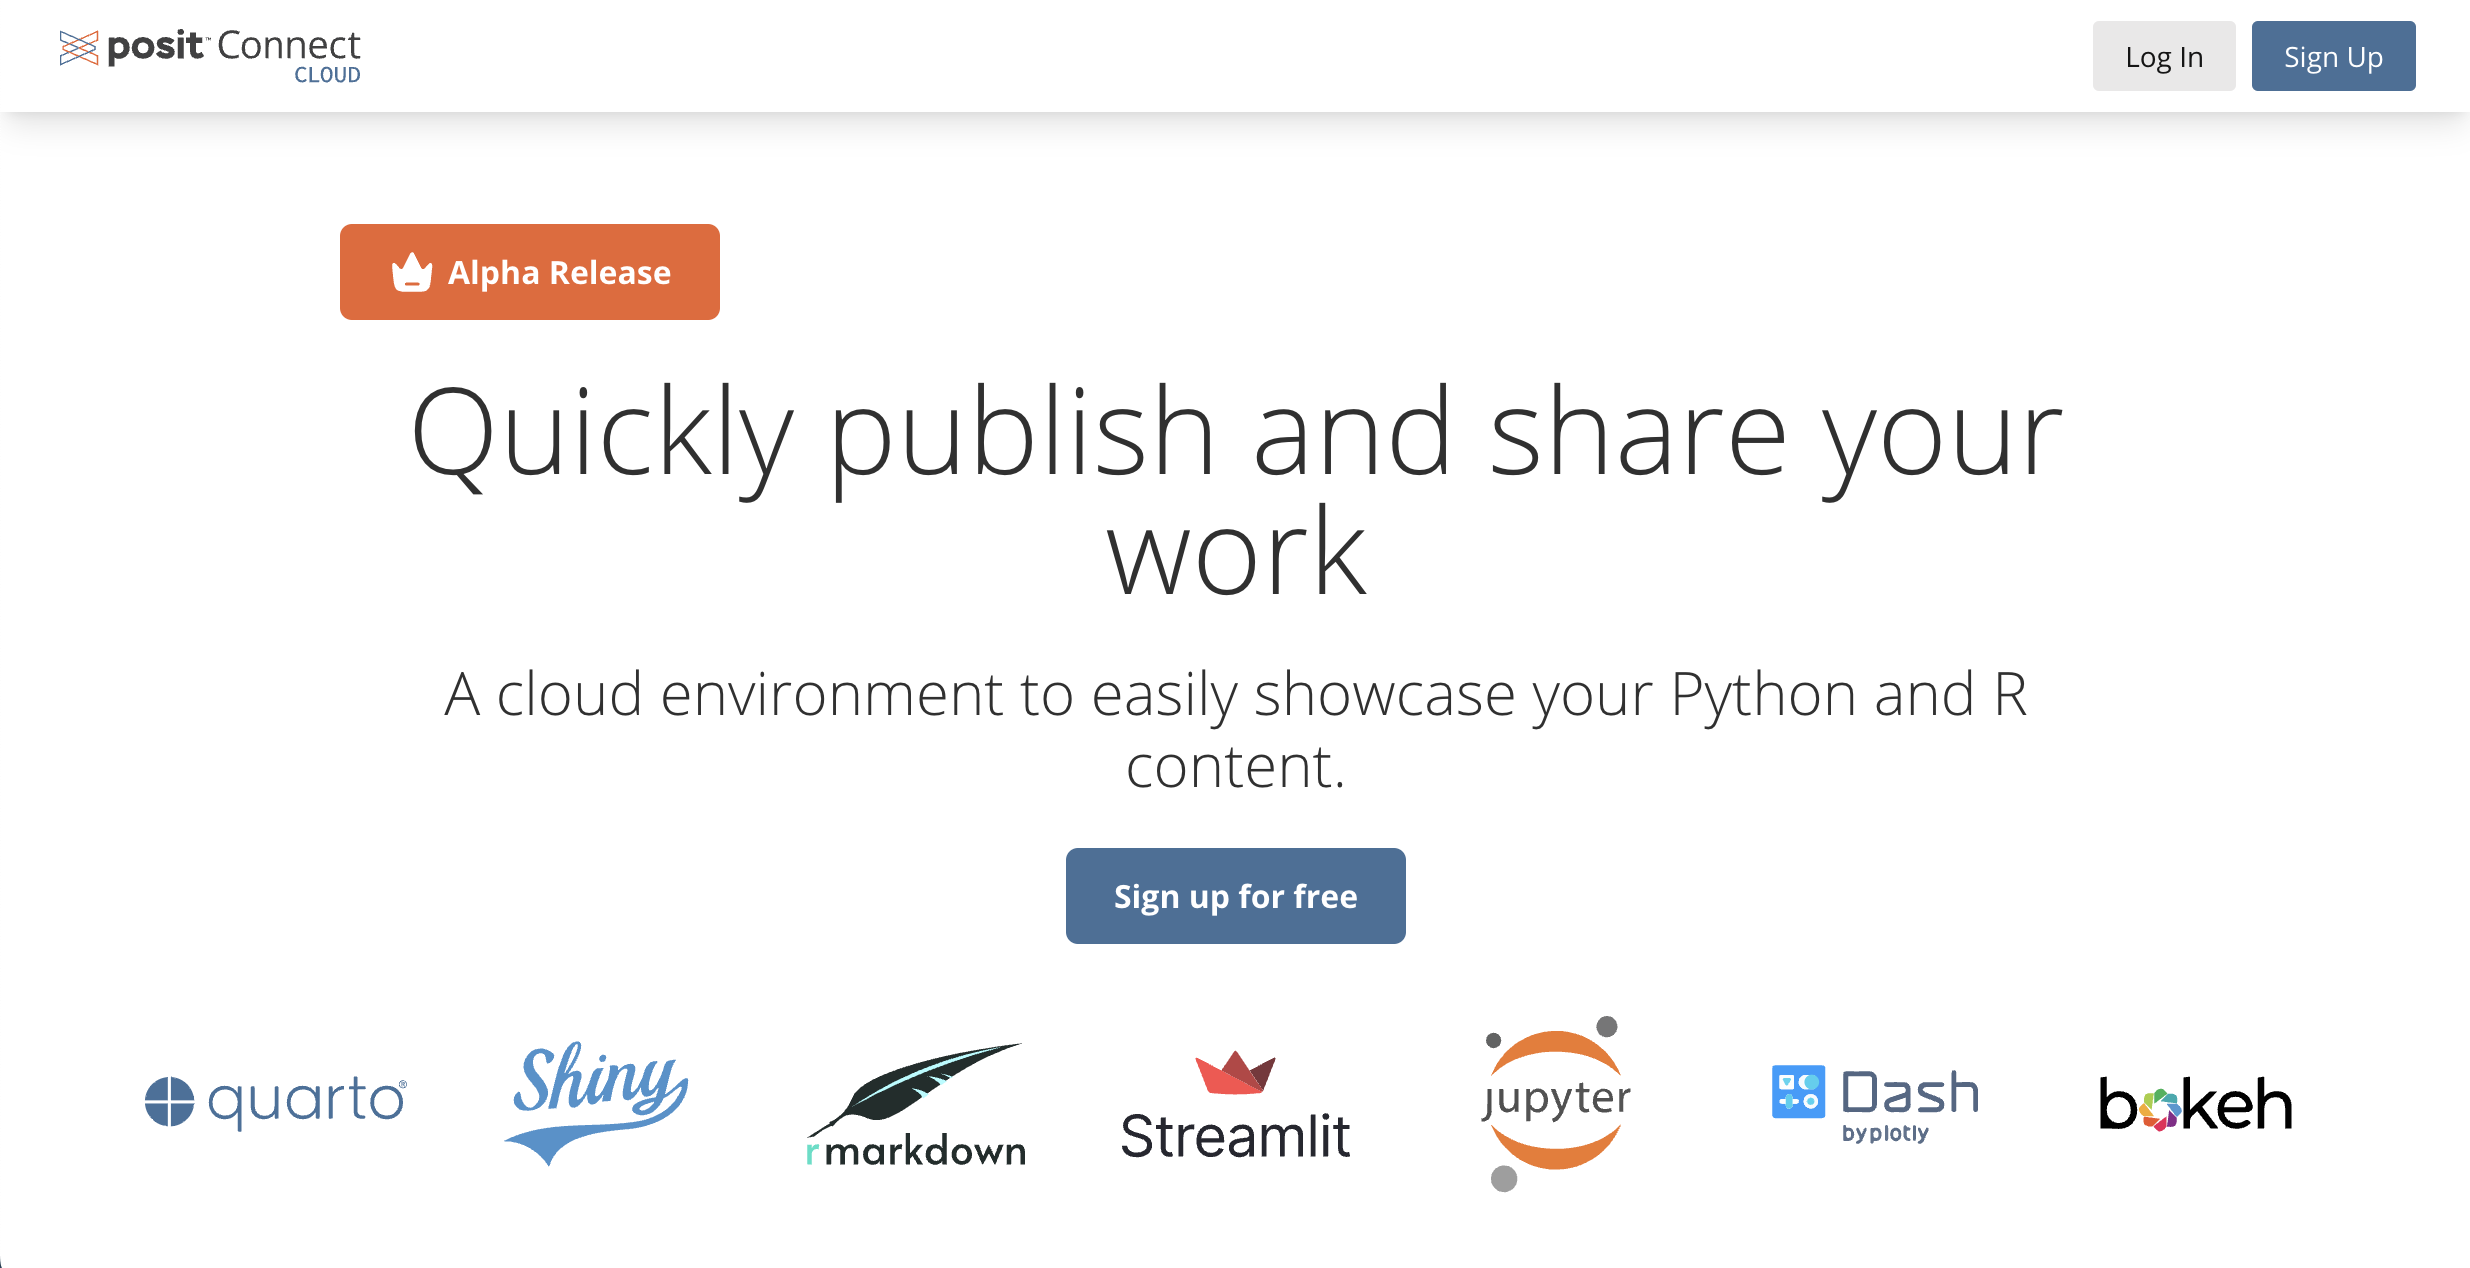 posit™ Connect
CLOUD
Log In
Sign Up
Alpha Release
Quickly publish and share your
work
A cloud environment to easily showcase your Python and R
content.
Sign up for free
quarto®
Shiny
rmarkdown
Streamlit
jupyter
Dash
by plotly
bokeh